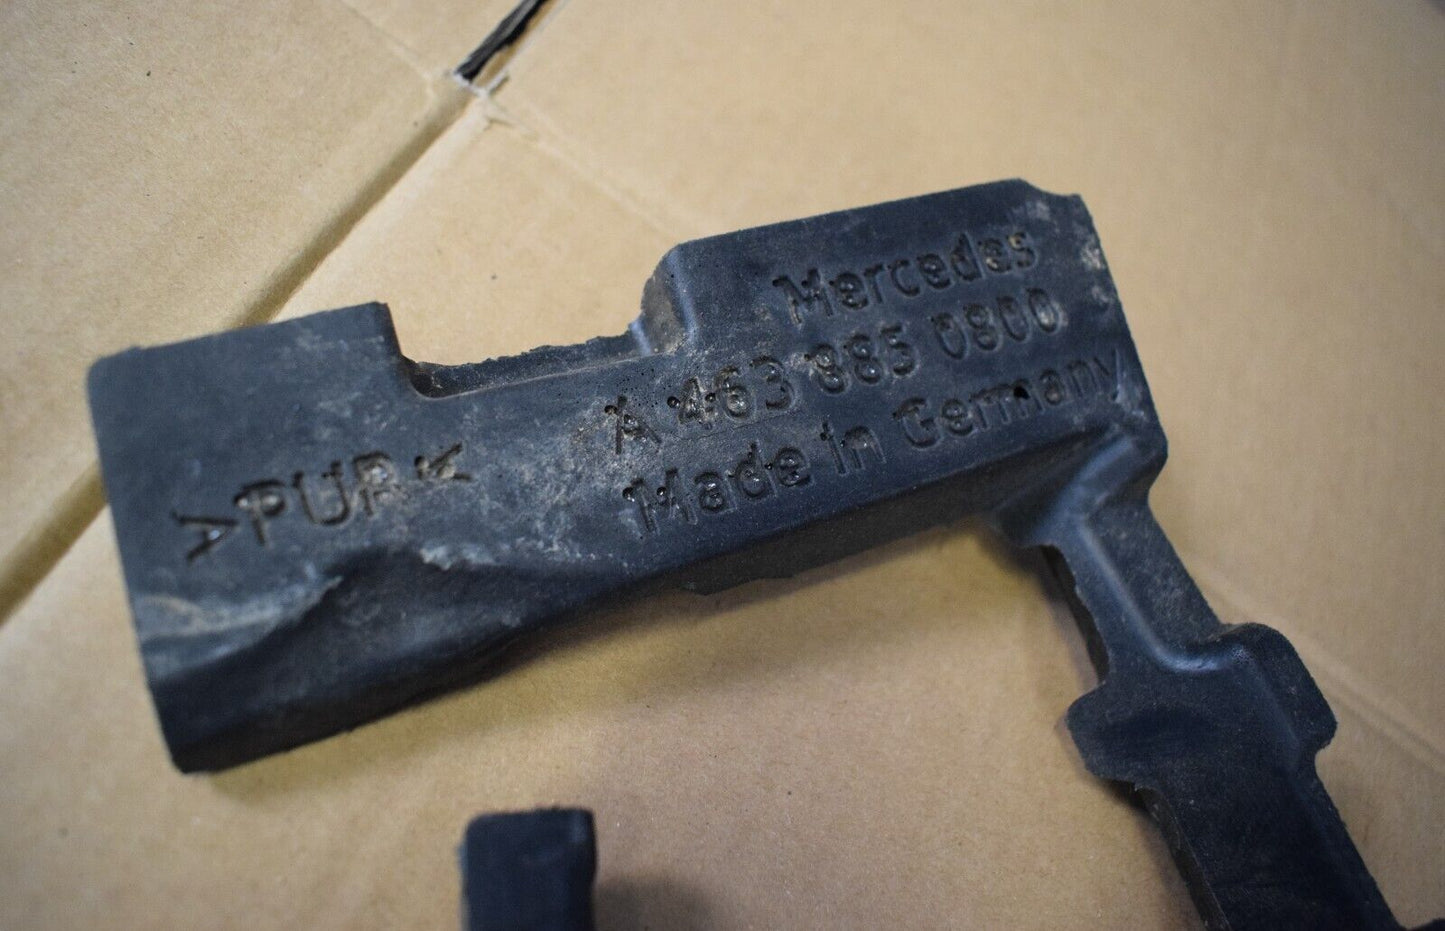 Mercedes
A 463 885 0800
Made in Germany
>PUR<